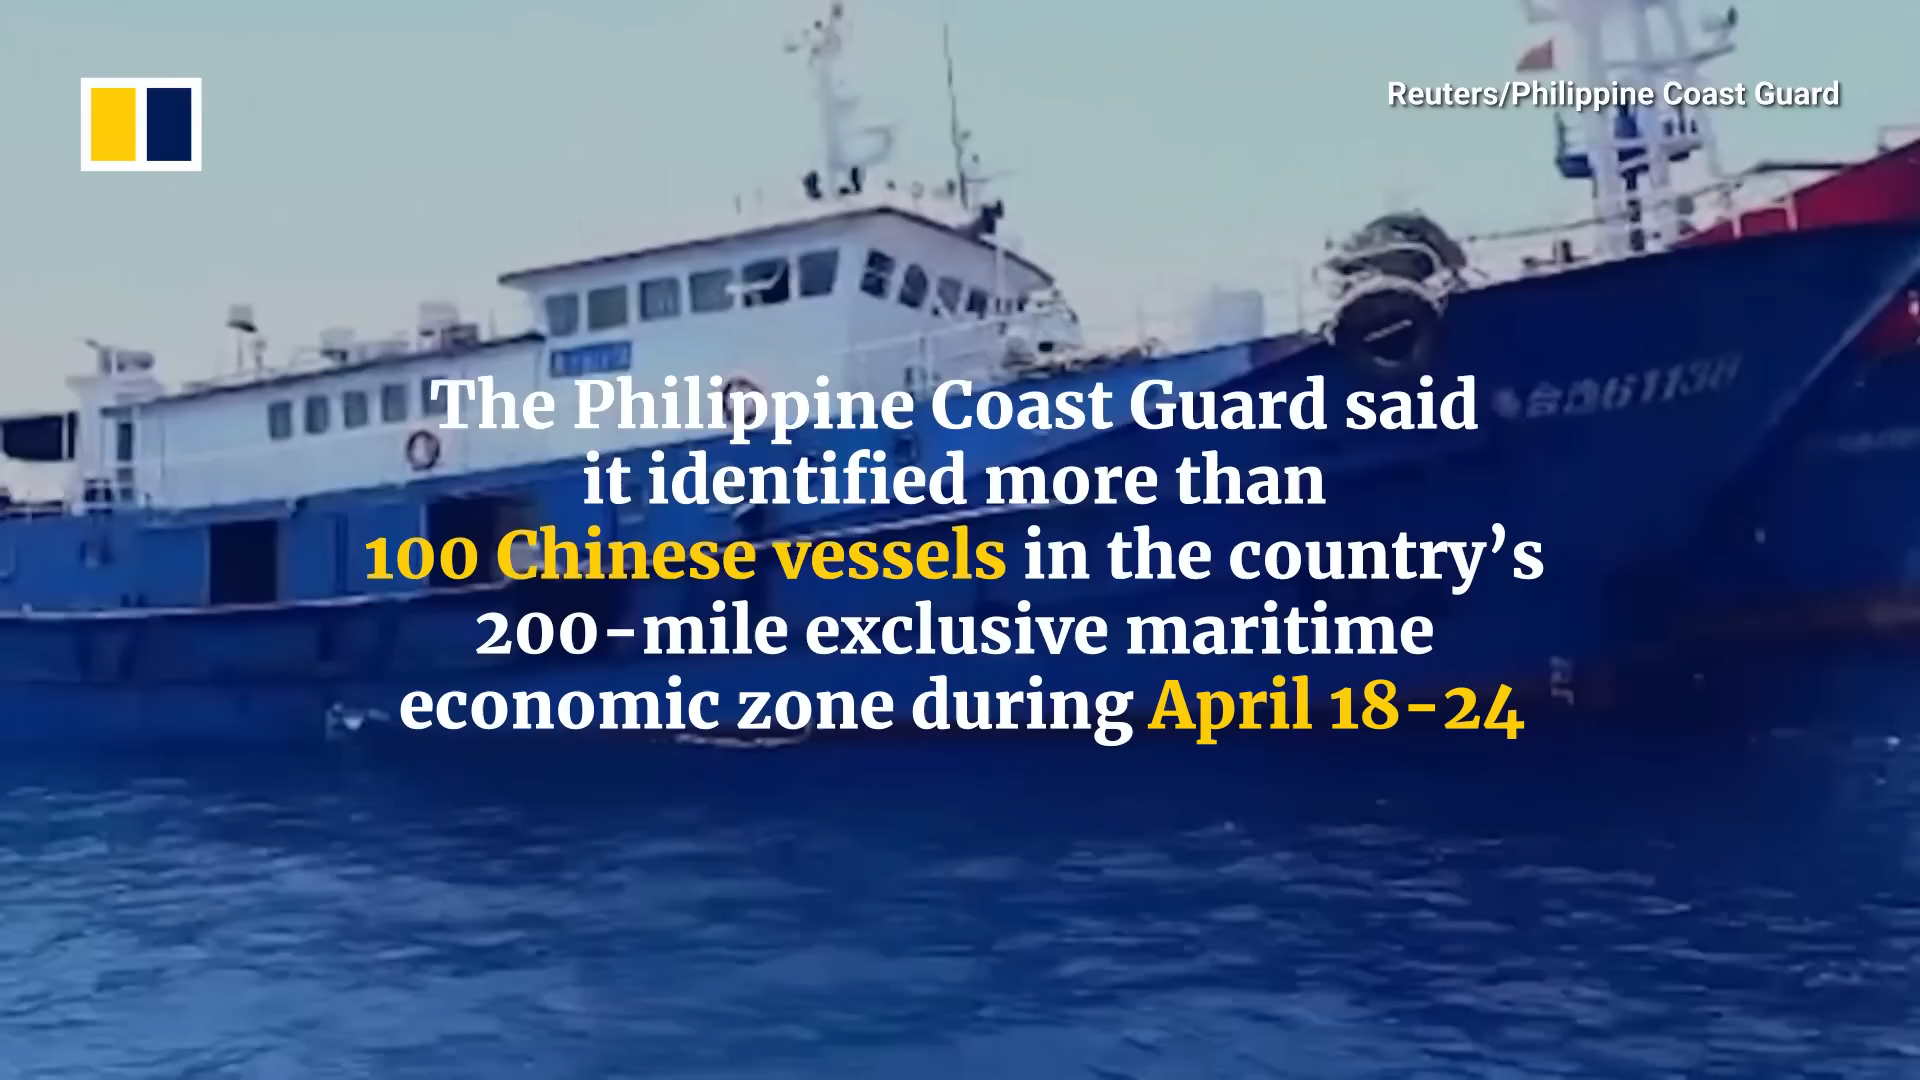 Reuters/Philippine Coast Guard
The Philippine Coast Guard said
it identified more than
100 Chinese vessels in the country’s
200-mile exclusive maritime
economic zone during April 18-24
61138